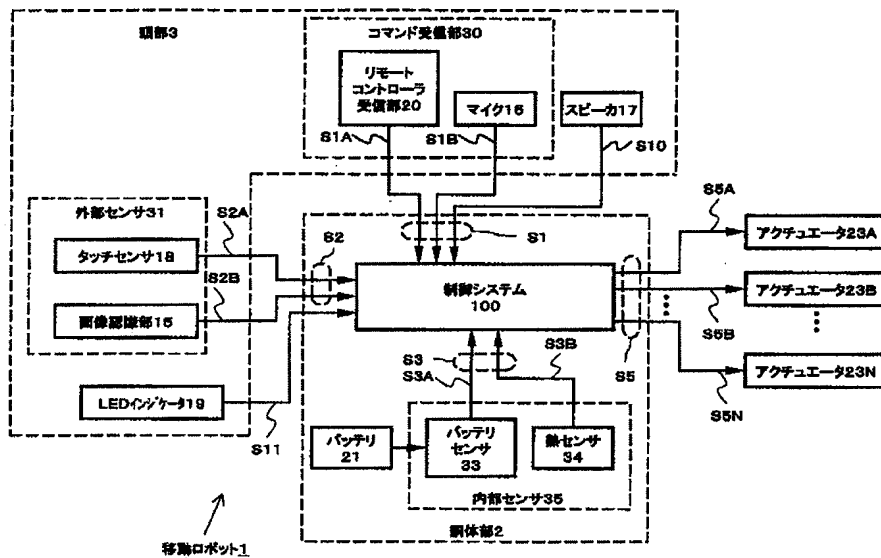 頭部3
コマンド受信部30
リモート
コントローラ
受信部20
マイク16
スピーカ17
S1A
S1B
S10
外部センサ31
S2A
タッチセンサ18
S2B
画像認識部15
LEDインジケータ19
S11
S2
S1
制御システム
100
S5A
アクチュエータ23A
アクチュエータ23B
S5B
S5
アクチュエータ23N
S5N
S3
S3A
S3B
バッテリ
21
バッテリ
センサ
33
熱センサ
34
内部センサ35
胴体部2
移動ロボット1